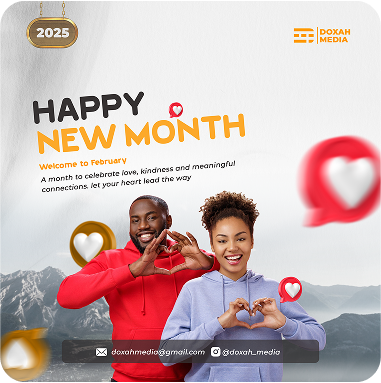 2025
DOXAH
MEDIA
HAPPY
NEW MONTH
Welcome to February
A month to celebrate love, kindness and meaningful
connections. let your heart lead the way
doxahmedia@gmail.com @doxah_media